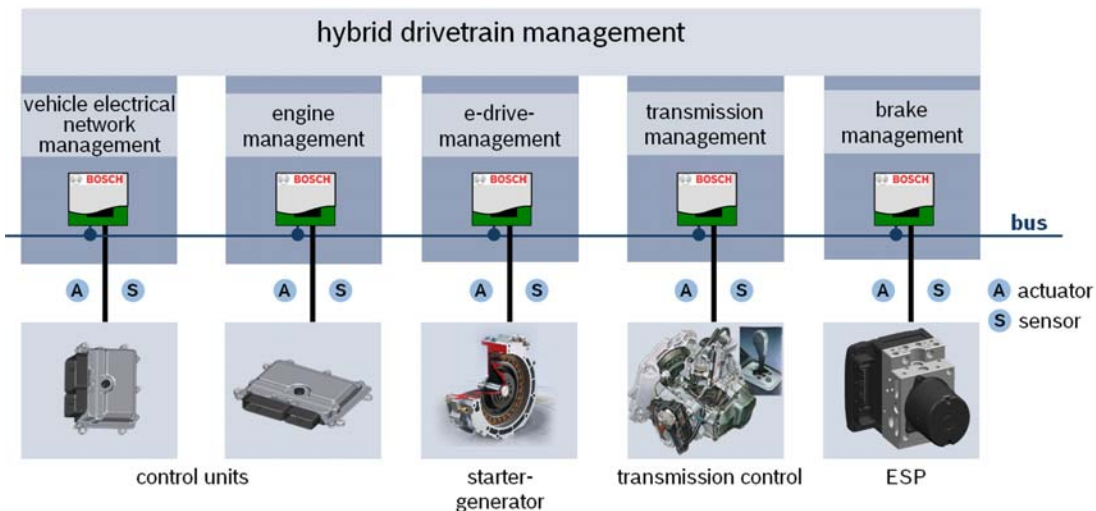 hybrid drivetrain management
vehicle electrical
network
management
engine
management
e-drive-
management
transmission
management
brake
management
BOSCH
BOSCH
BOSCH
BOSCH
BOSCH
bus
A
S
A
S
A
S
A
S
A
S
A actuator
S sensor
control units
starter-
generator
transmission control
ESP